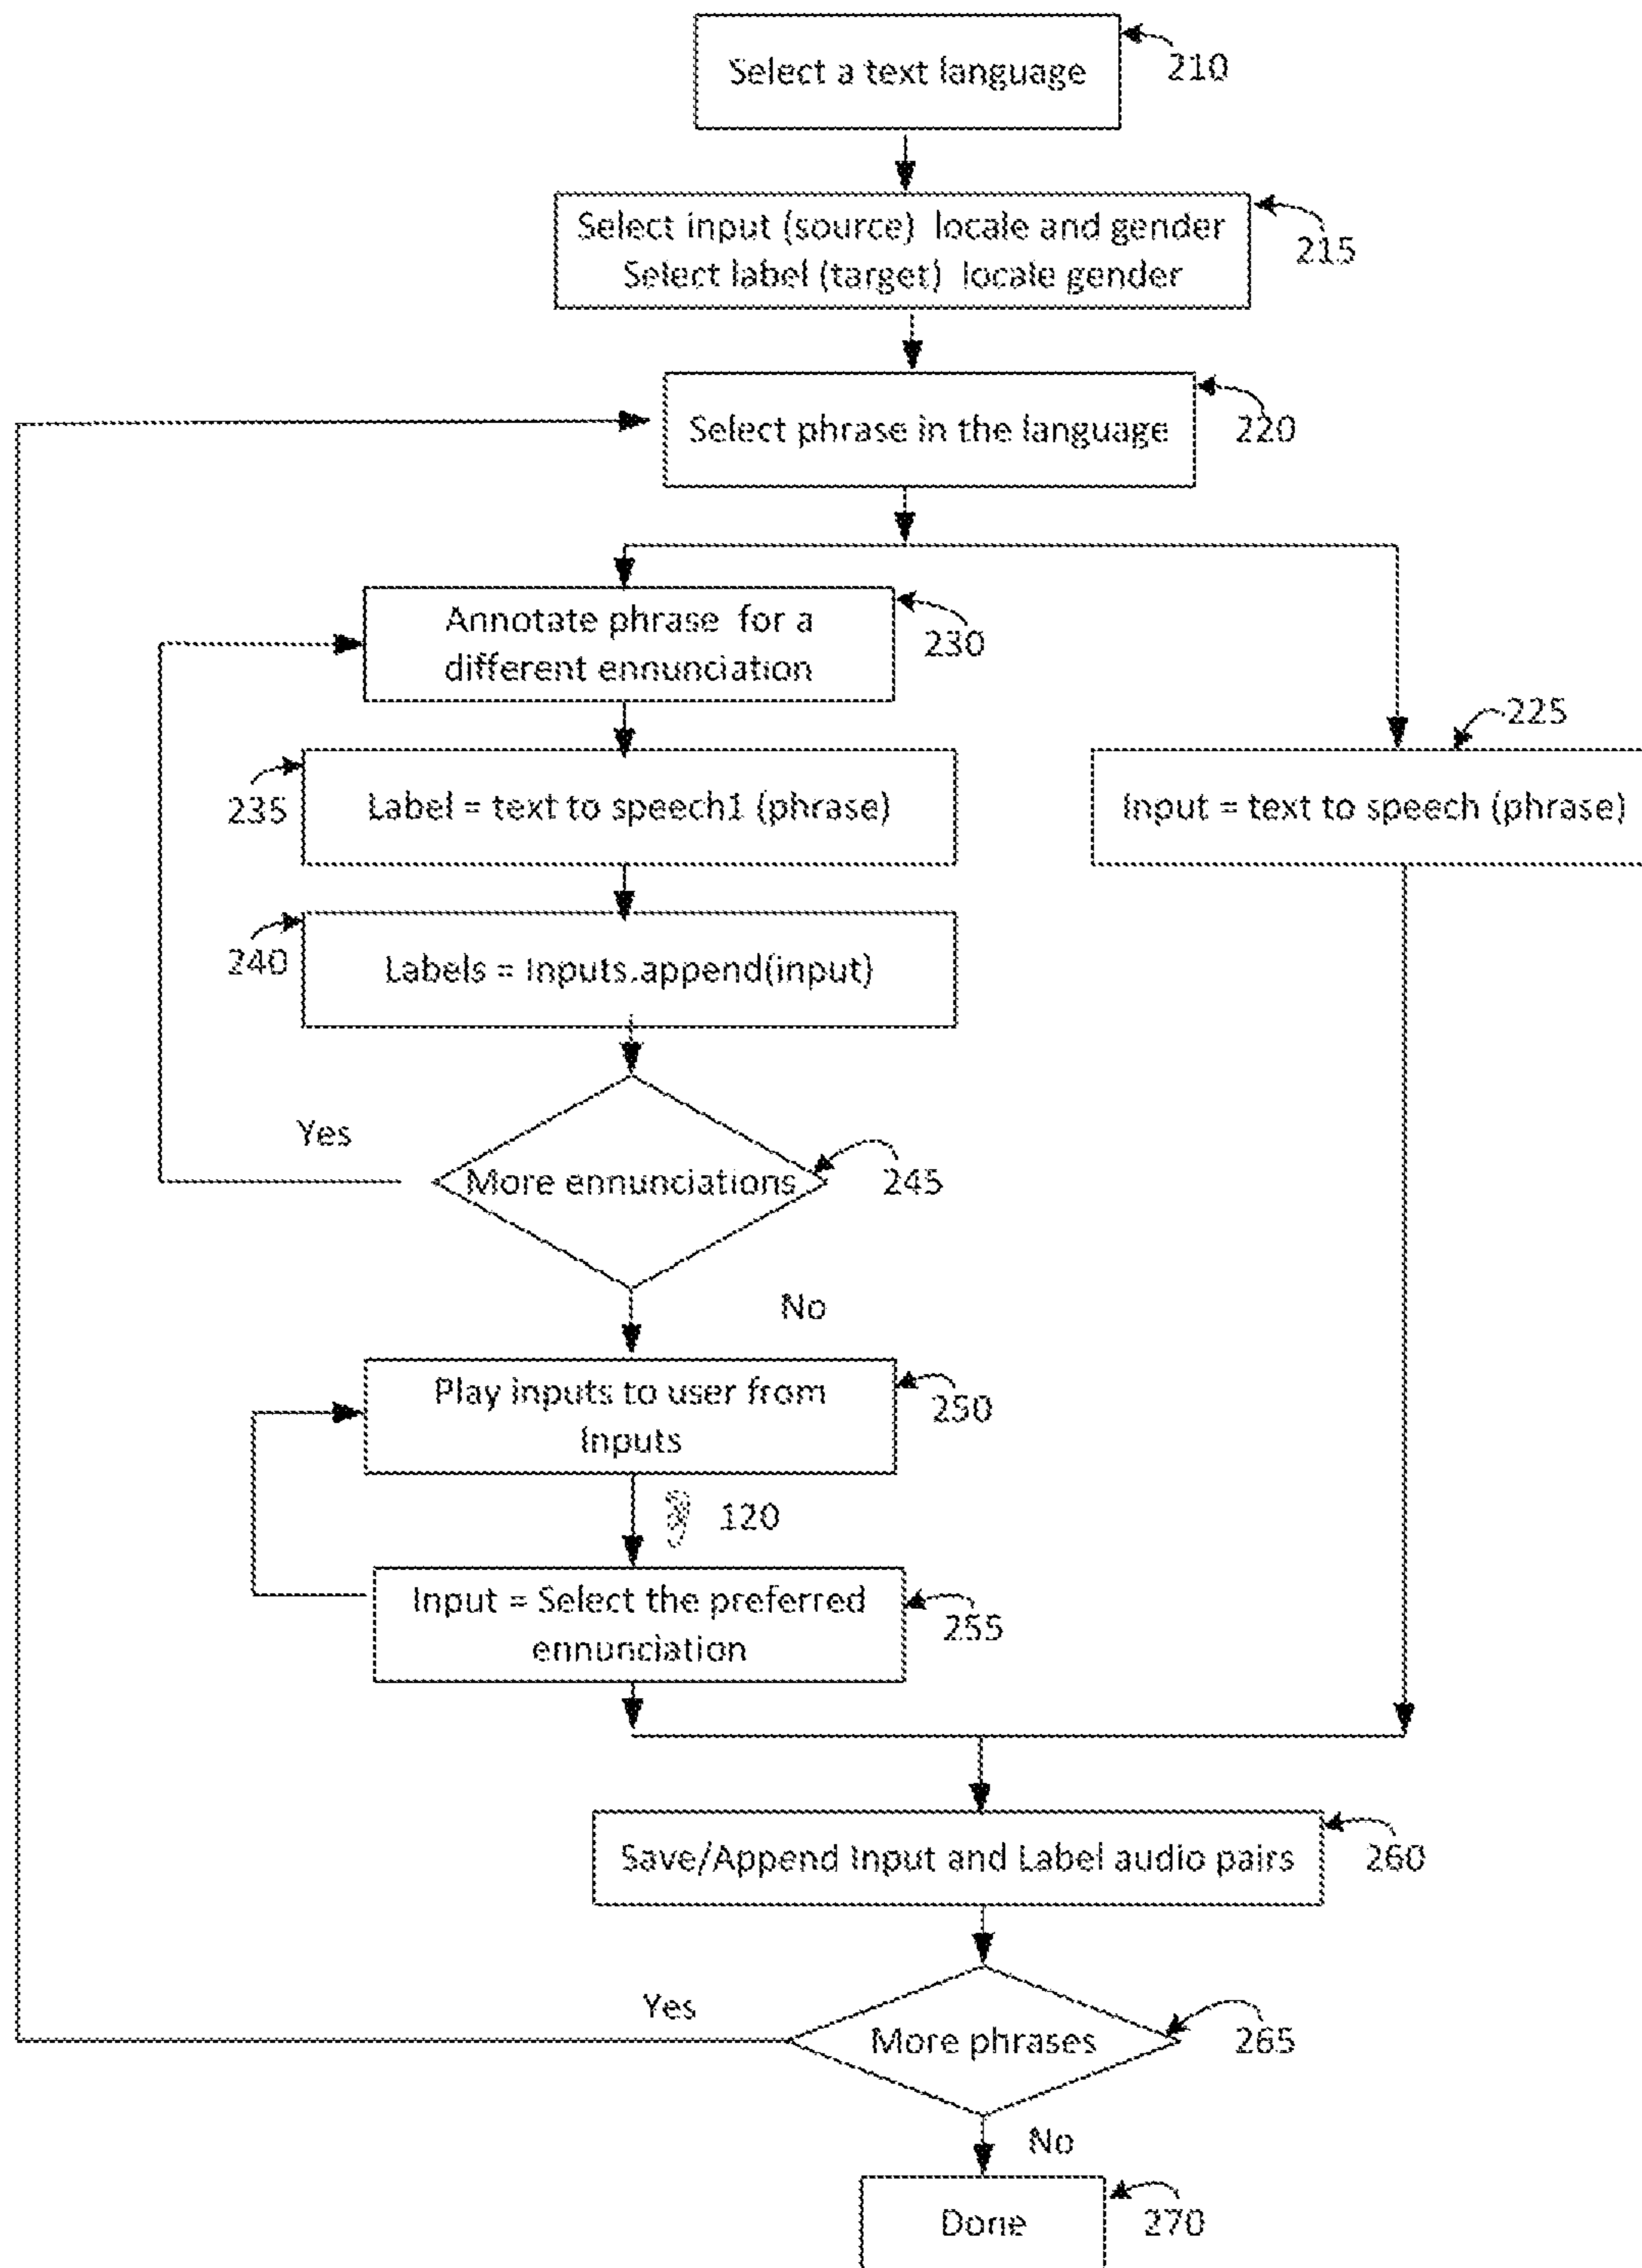 Select a text language
210
Select input (source) locale and gender
Select label (target) locale gender
215
Select phrase in the language
220
Annotate phrase for a
different ennunciation
230
225
235
Label = text to speech1 (phrase)
Input = text to speech (phrase)
240
Labels = Inputs.append(input)
Yes
More ennunciations
245
No
Play inputs to user from
Inputs
250
120
Input = Select the preferred
ennunciation
255
Save/Append Input and Label audio pairs
260
Yes
More phrases
265
No
Done
270